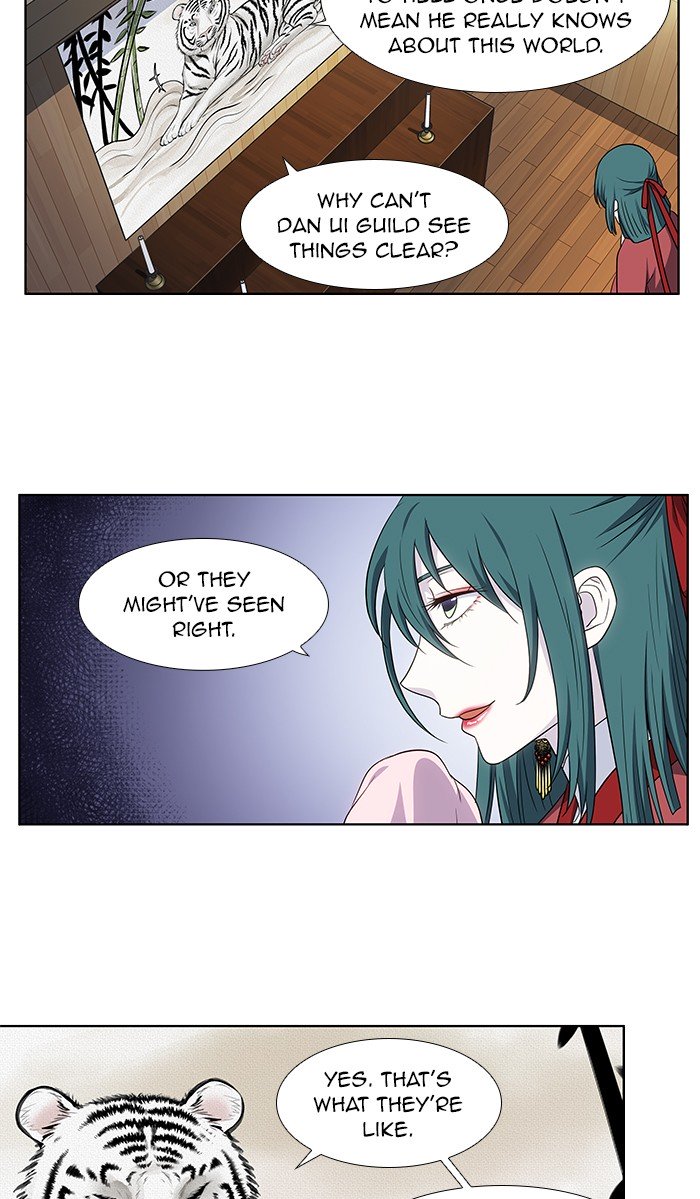 MEAN HE REALLY KNOWS
ABOUT THIS WORLD.
WHY CAN'T
DAN UI GUILD SEE
THINGS CLEAR?
OR THEY
MIGHT'VE SEEN
RIGHT.
YES. THAT'S
WHAT THEY'RE
LIKE.